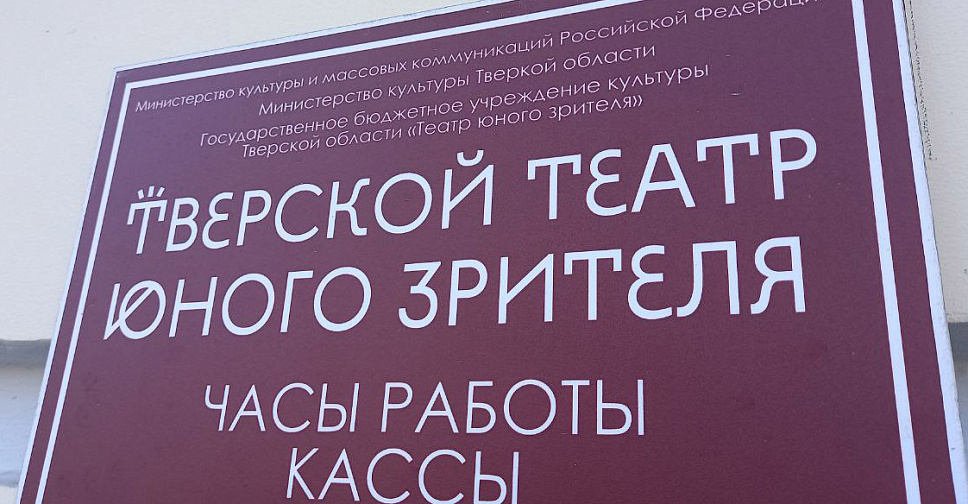 Министерство культуры и массовых коммуникаций Российской Федерации
Министерство культуры Тверкой области
Государственное бюджетное учреждение культуры
Тверской области «Театр юного зрителя»
ТВЕРСКОЙ ТЕАТР
ЮНОГО ЗРИТЕЛЯ
ЧАСЫ РАБОТЫ
КАССЫ